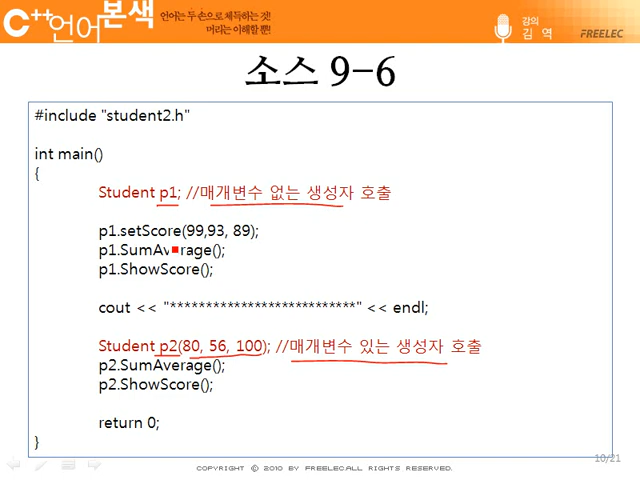 C++언어본색
언어는 두 손으로 체득하는 것!
머리는 이해할 뿐!
강의
김 역
FREELEC
소스 9-6
#include "student2.h"
int main()
{
Student p1; //매개변수 없는 생성자 호출
p1.setScore(99,93, 89);
p1.SumAverage();
p1.ShowScore();
cout << "**************************" << endl;
Student p2(80, 56, 100); //매개변수 있는 생성자 호출
p2.SumAverage();
p2.ShowScore();
return 0;
}
10/21
COPYRIGHT ⓒ 2010 BY FREELEC.ALL RIGHTS RESERVED.